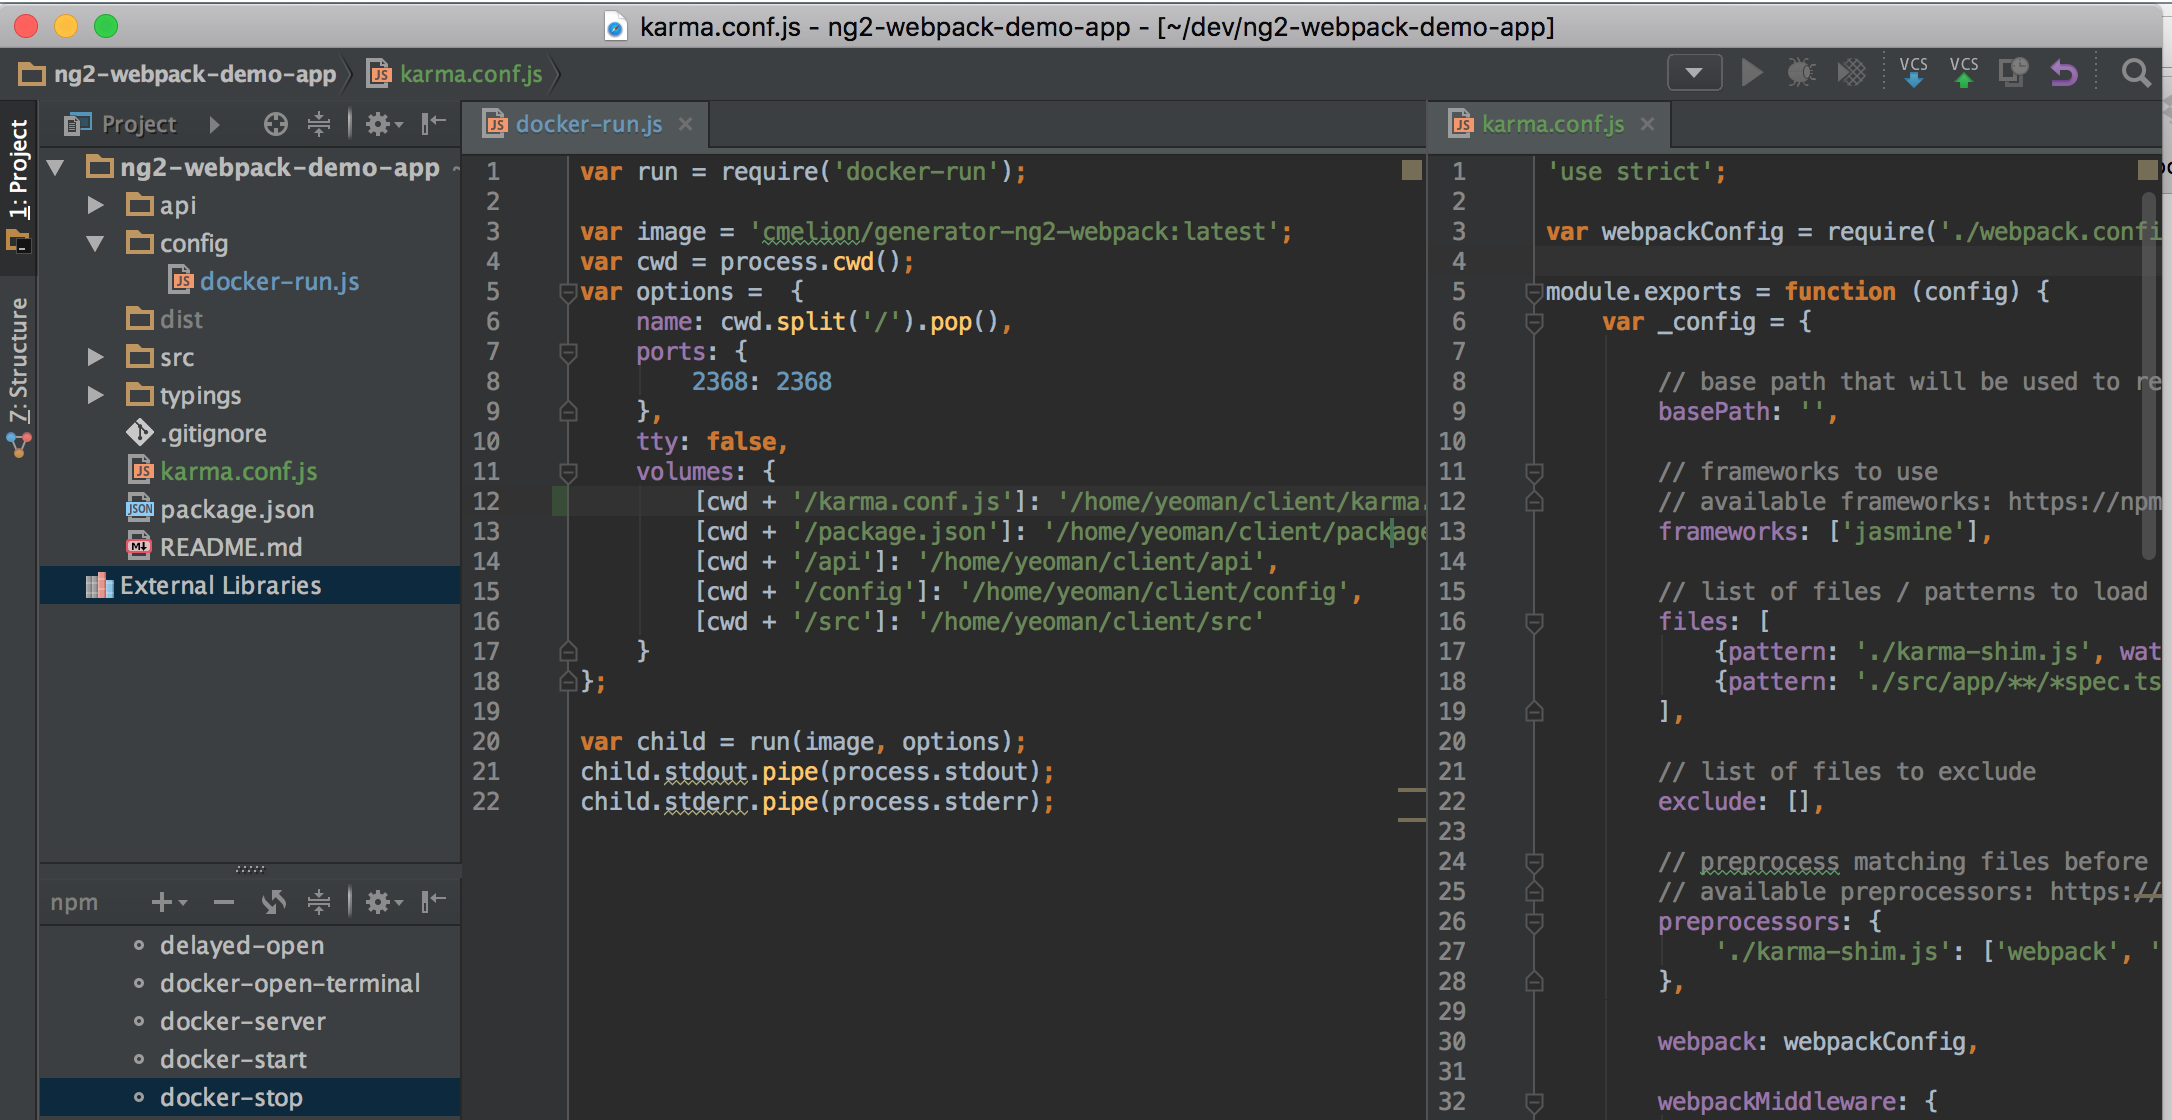 karma.conf.js - ng2-webpack-demo-app - [~/dev/ng2-webpack-demo-app]
ng2-webpack-demo-app
karma.conf.js
VCS
VCS
1: Project
7: Structure
Project
ng2-webpack-demo-app ~
api
config
docker-run.js
dist
src
typings
.gitignore
karma.conf.js
package.json
README.md
External Libraries
npm
delayed-open
docker-open-terminal
docker-server
docker-start
docker-stop
docker-run.js
1 var run = require('docker-run');
2
3 var image = 'cmelion/generator-ng2-webpack:latest';
4 var cwd = process.cwd();
5 var options =  {
6 name: cwd.split('/').pop(),
7 ports: {
8 2368: 2368
9 },
10 tty: false,
11 volumes: {
12 [cwd + '/karma.conf.js']: '/home/yeoman/client/karma.
13 [cwd + '/package.json']: '/home/yeoman/client/package
14 [cwd + '/api']: '/home/yeoman/client/api',
15 [cwd + '/config']: '/home/yeoman/client/config',
16 [cwd + '/src']: '/home/yeoman/client/src'
17 }
18 };
19
20 var child = run(image, options);
21 child.stdout.pipe(process.stdout);
22 child.stderr.pipe(process.stderr);
karma.conf.js
1 'use strict';
2
3 var webpackConfig = require('./webpack.confi
4
5 module.exports = function (config) {
6 var _config = {
7
8 // base path that will be used to re
9 basePath: '',
10
11 // frameworks to use
12 // available frameworks: https://npm
13 frameworks: ['jasmine'],
14
15 // list of files / patterns to load
16 files: [
17 {pattern: './karma-shim.js', wat
18 {pattern: './src/app/**/*spec.ts
19 ],
20
21 // list of files to exclude
22 exclude: [],
23
24 // preprocess matching files before
25 // available preprocessors: https://
26 preprocessors: {
27 './karma-shim.js': ['webpack', '
28 },
29
30 webpack: webpackConfig,
31
32 webpackMiddleware: {